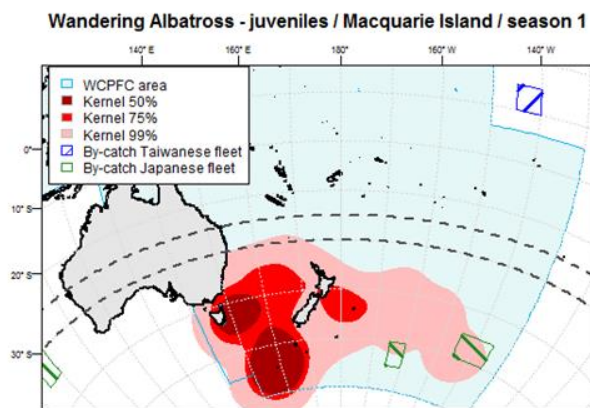 Wandering Albatross - juveniles / Macquarie Island / season 1
140° E 160° E 180° 160° W 140° W
WCPFC area
Kernel 50%
Kernel 75%
Kernel 99%
By-catch Taiwanese fleet
By-catch Japanese fleet
0°
10°S
20°S
30°S